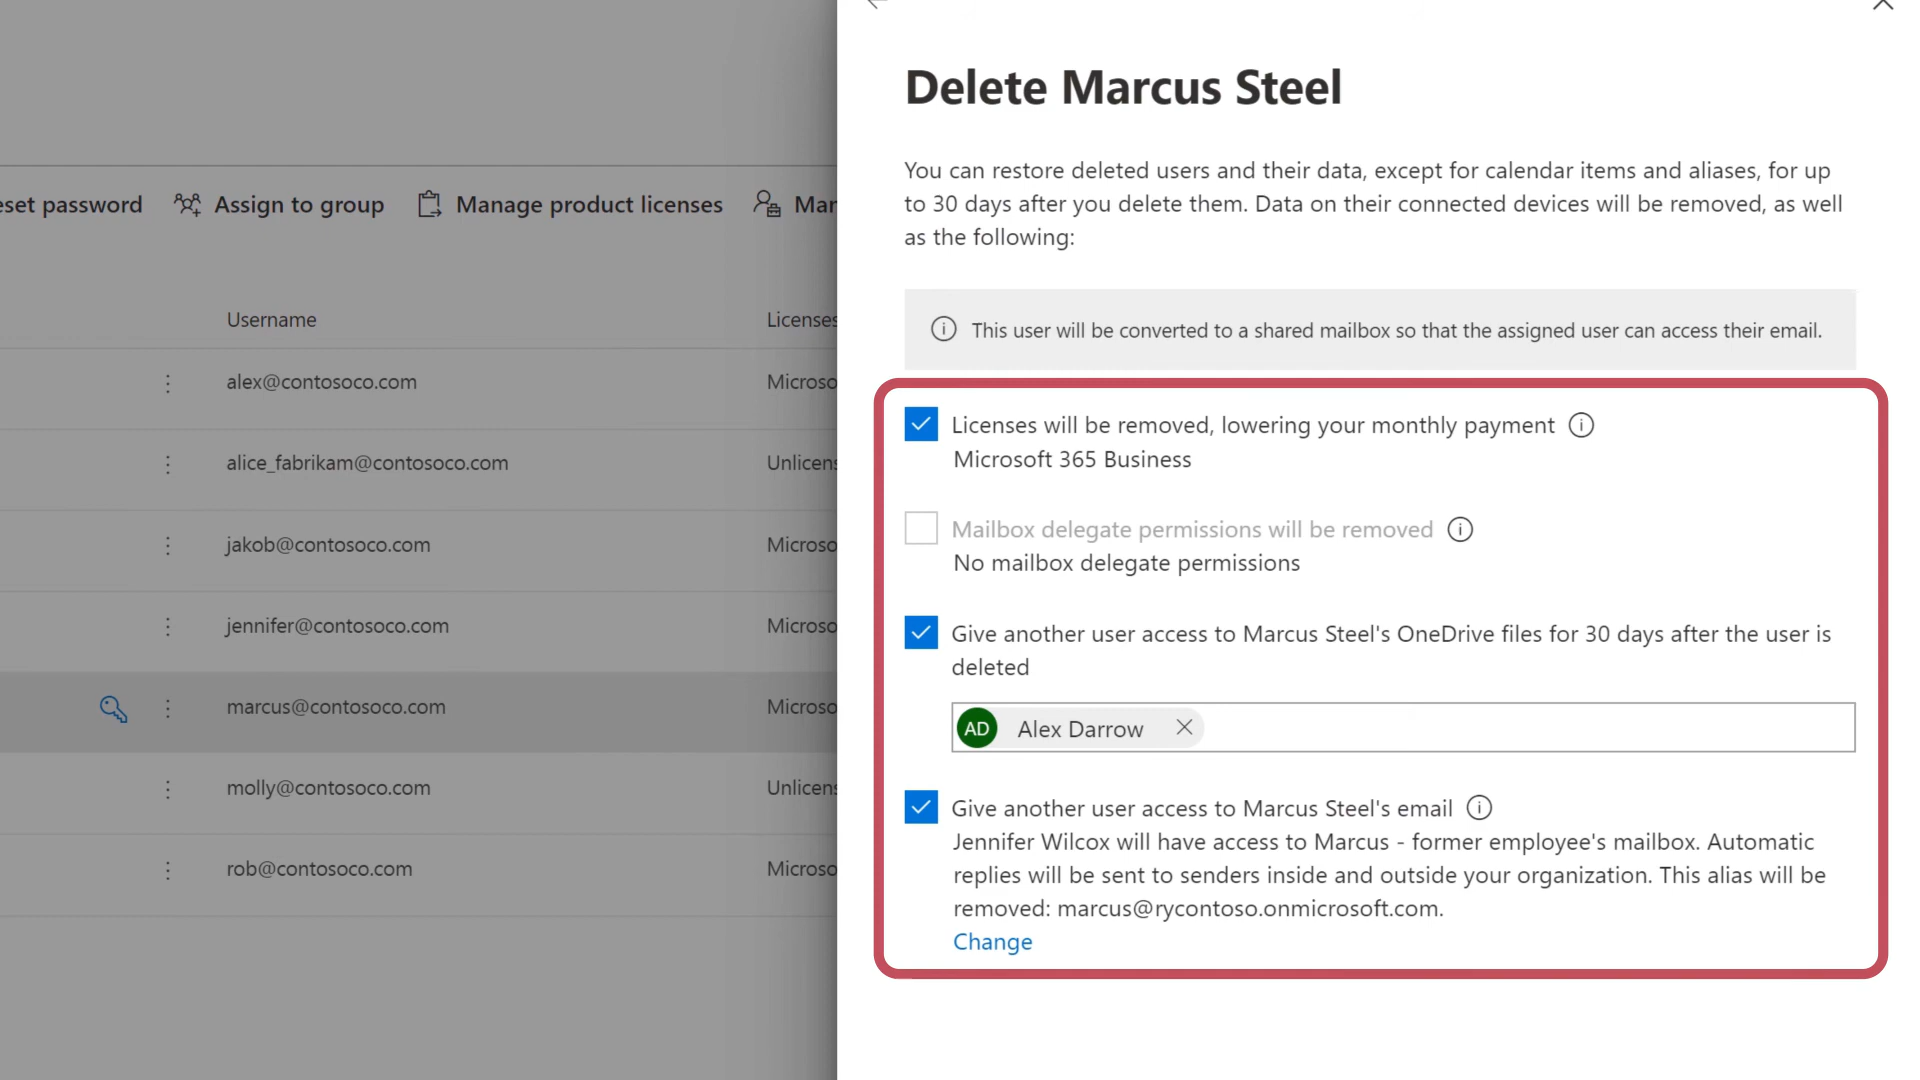 Delete Marcus Steel
You can restore deleted users and their data, except for calendar items and aliases, for up
to 30 days after you delete them. Data on their connected devices will be removed, as well
as the following:
This user will be converted to a shared mailbox so that the assigned user can access their email.
Licenses will be removed, lowering your monthly payment
Microsoft 365 Business
Mailbox delegate permissions will be removed
No mailbox delegate permissions
Give another user access to Marcus Steel's OneDrive files for 30 days after the user is
deleted
AD Alex Darrow
Give another user access to Marcus Steel's email
Jennifer Wilcox will have access to Marcus - former employee's mailbox. Automatic
replies will be sent to senders inside and outside your organization. This alias will be
removed: marcus@rycontoso.onmicrosoft.com.
Change
eset password Assign to group Manage product licenses Mar
Username Licenses
alex@contosoco.com Microso
alice_fabrikam@contosoco.com Unlicens
jakob@contosoco.com Microso
jennifer@contosoco.com Microso
marcus@contosoco.com Microso
molly@contosoco.com Unlicens
rob@contosoco.com Microso